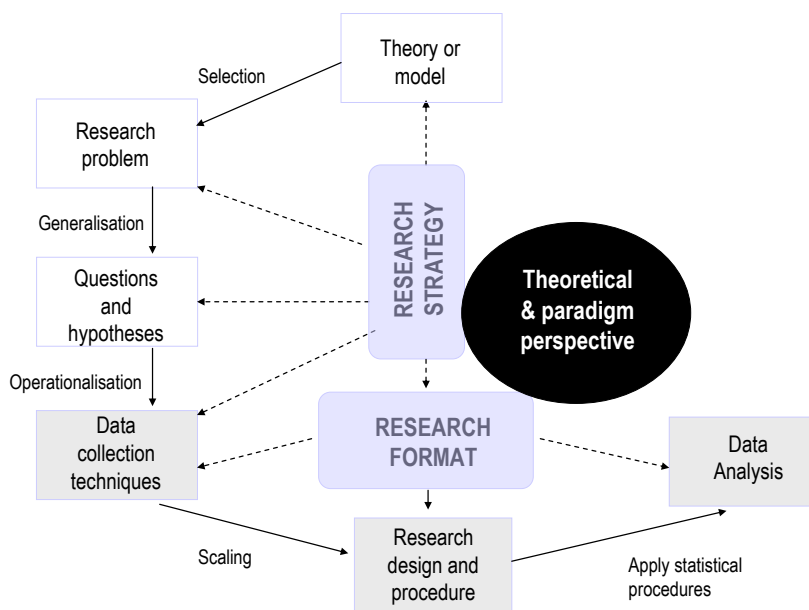 Theory or
model
Selection
Research
problem
Generalisation
Questions
and
hypotheses
Operationalisation
Data
collection
techniques
RESEARCH
STRATEGY
Theoretical
& paradigm
perspective
RESEARCH
FORMAT
Data
Analysis
Scaling
Research
design and
procedure
Apply statistical
procedures